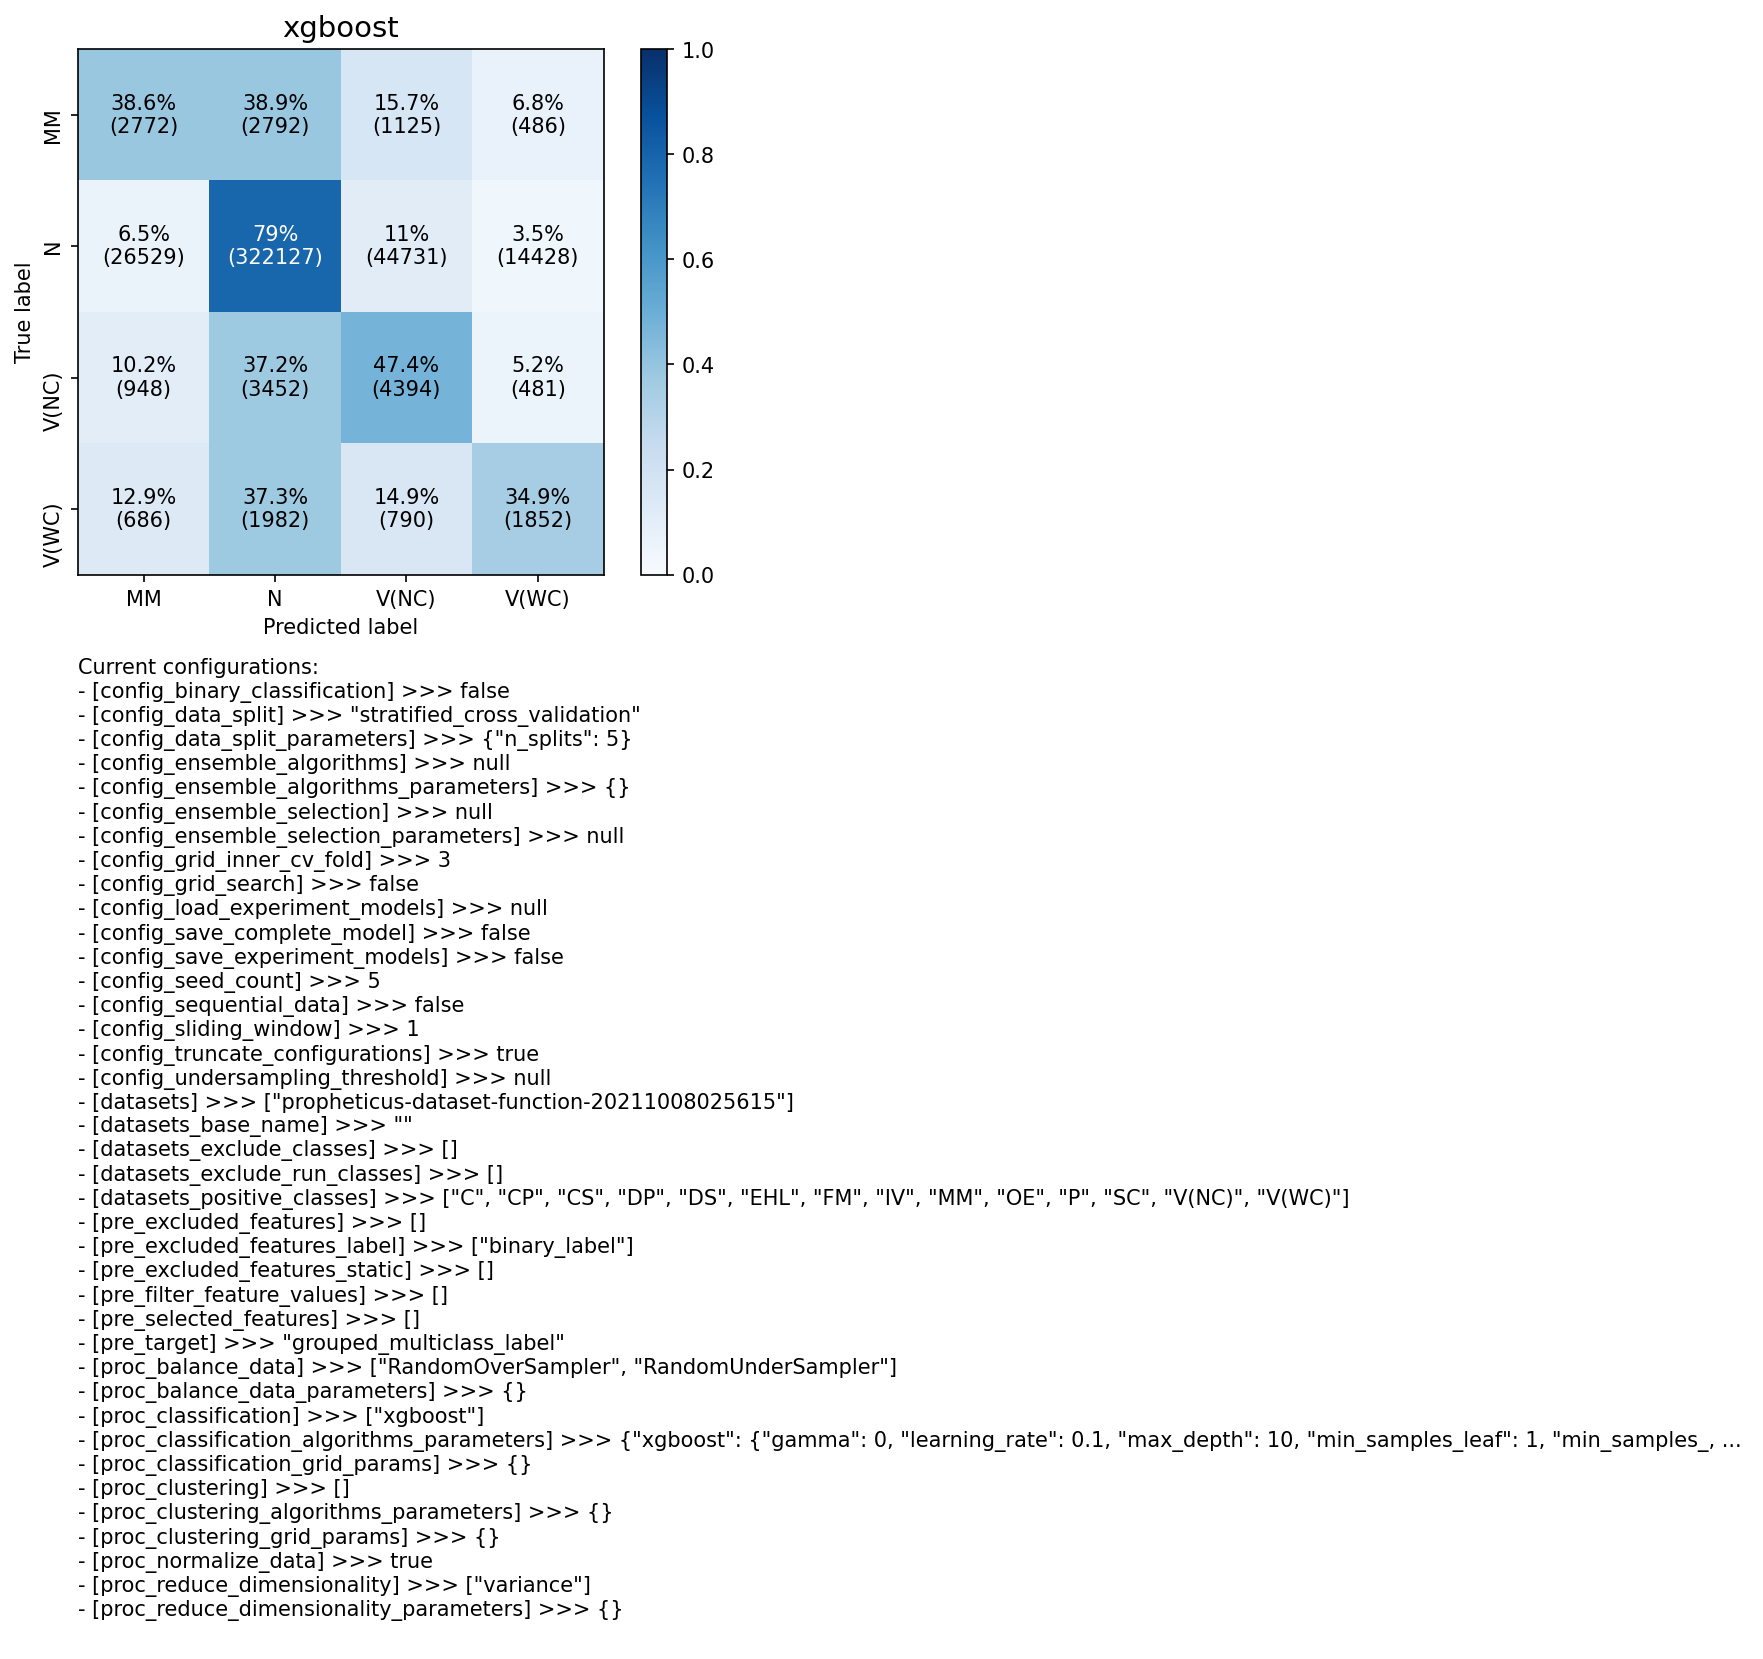 xgboost
38.6% 38.9% 15.7% 6.8%
(2772) (2792) (1125) (486)
6.5% 79% 11% 3.5%
(26529) (322127) (44731) (14428)
10.2% 37.2% 47.4% 5.2%
(948) (3452) (4394) (481)
12.9% 37.3% 14.9% 34.9%
(686) (1982) (790) (1852)
MM
N
V(NC)
V(WC)
True label
MM N V(NC) V(WC)
Predicted label
1.0
0.8
0.6
0.4
0.2
0.0
Current configurations:
- [config_binary_classification] >>> false
- [config_data_split] >>> "stratified_cross_validation"
- [config_data_split_parameters] >>> {"n_splits": 5}
- [config_ensemble_algorithms] >>> null
- [config_ensemble_algorithms_parameters] >>> {}
- [config_ensemble_selection] >>> null
- [config_ensemble_selection_parameters] >>> null
- [config_grid_inner_cv_fold] >>> 3
- [config_grid_search] >>> false
- [config_load_experiment_models] >>> null
- [config_save_complete_model] >>> false
- [config_save_experiment_models] >>> false
- [config_seed_count] >>> 5
- [config_sequential_data] >>> false
- [config_sliding_window] >>> 1
- [config_truncate_configurations] >>> true
- [config_undersampling_threshold] >>> null
- [datasets] >>> ["propheticus-dataset-function-20211008025615"]
- [datasets_base_name] >>> ""
- [datasets_exclude_classes] >>> []
- [datasets_exclude_run_classes] >>> []
- [datasets_positive_classes] >>> ["C", "CP", "CS", "DP", "DS", "EHL", "FM", "IV", "MM", "OE", "P", "SC", "V(NC)", "V(WC)"]
- [pre_excluded_features] >>> []
- [pre_excluded_features_label] >>> ["binary_label"]
- [pre_excluded_features_static] >>> []
- [pre_filter_feature_values] >>> []
- [pre_selected_features] >>> []
- [pre_target] >>> "grouped_multiclass_label"
- [proc_balance_data] >>> ["RandomOverSampler", "RandomUnderSampler"]
- [proc_balance_data_parameters] >>> {}
- [proc_classification] >>> ["xgboost"]
- [proc_classification_algorithms_parameters] >>> {"xgboost": {"gamma": 0, "learning_rate": 0.1, "max_depth": 10, "min_samples_leaf": 1, "min_samples_, ...
- [proc_classification_grid_params] >>> {}
- [proc_clustering] >>> []
- [proc_clustering_algorithms_parameters] >>> {}
- [proc_clustering_grid_params] >>> {}
- [proc_normalize_data] >>> true
- [proc_reduce_dimensionality] >>> ["variance"]
- [proc_reduce_dimensionality_parameters] >>> {}